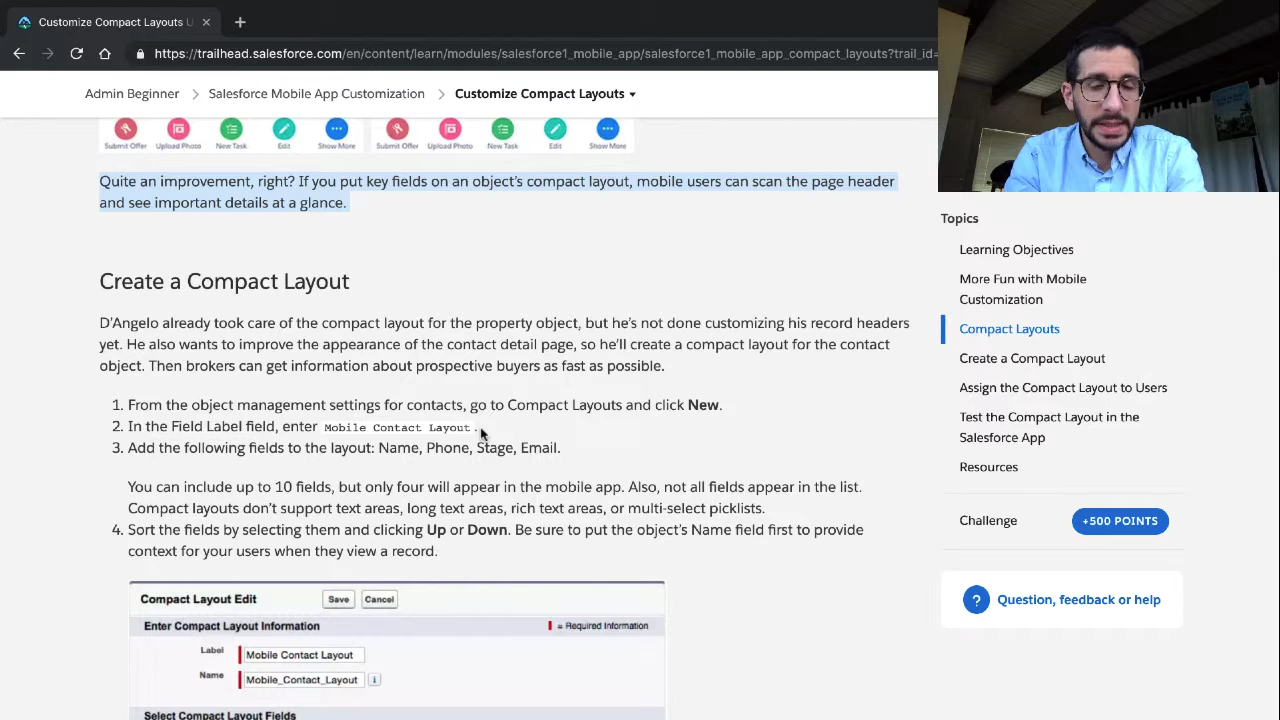 Customize Compact Layouts U
https://trailhead.salesforce.com/en/content/learn/modules/salesforce1_mobile_app/salesforce1_mobile_app_compact_layouts?trail_id=
Admin Beginner
Salesforce Mobile App Customization
Customize Compact Layouts
Submit Offer Upload Photo New Task Edit Show More Submit Offer Upload Photo New Task Edit Show More
Quite an improvement, right? If you put key fields on an object’s compact layout, mobile users can scan the page header
and see important details at a glance.
Create a Compact Layout
D’Angelo already took care of the compact layout for the property object, but he’s not done customizing his record headers
yet. He also wants to improve the appearance of the contact detail page, so he’ll create a compact layout for the contact
object. Then brokers can get information about prospective buyers as fast as possible.
1. From the object management settings for contacts, go to Compact Layouts and click New.
2. In the Field Label field, enter Mobile Contact Layout.
3. Add the following fields to the layout: Name, Phone, Stage, Email.
You can include up to 10 fields, but only four will appear in the mobile app. Also, not all fields appear in the list.
Compact layouts don’t support text areas, long text areas, rich text areas, or multi-select picklists.
4. Sort the fields by selecting them and clicking Up or Down. Be sure to put the object’s Name field first to provide
context for your users when they view a record.
Compact Layout Edit Save Cancel
Enter Compact Layout Information = Required Information
Label Mobile Contact Layout
Name Mobile_Contact_Layout i
Select Compact Layout Fields
Topics
Learning Objectives
More Fun with Mobile
Customization
Compact Layouts
Create a Compact Layout
Assign the Compact Layout to Users
Test the Compact Layout in the
Salesforce App
Resources
Challenge +500 POINTS
? Question, feedback or help